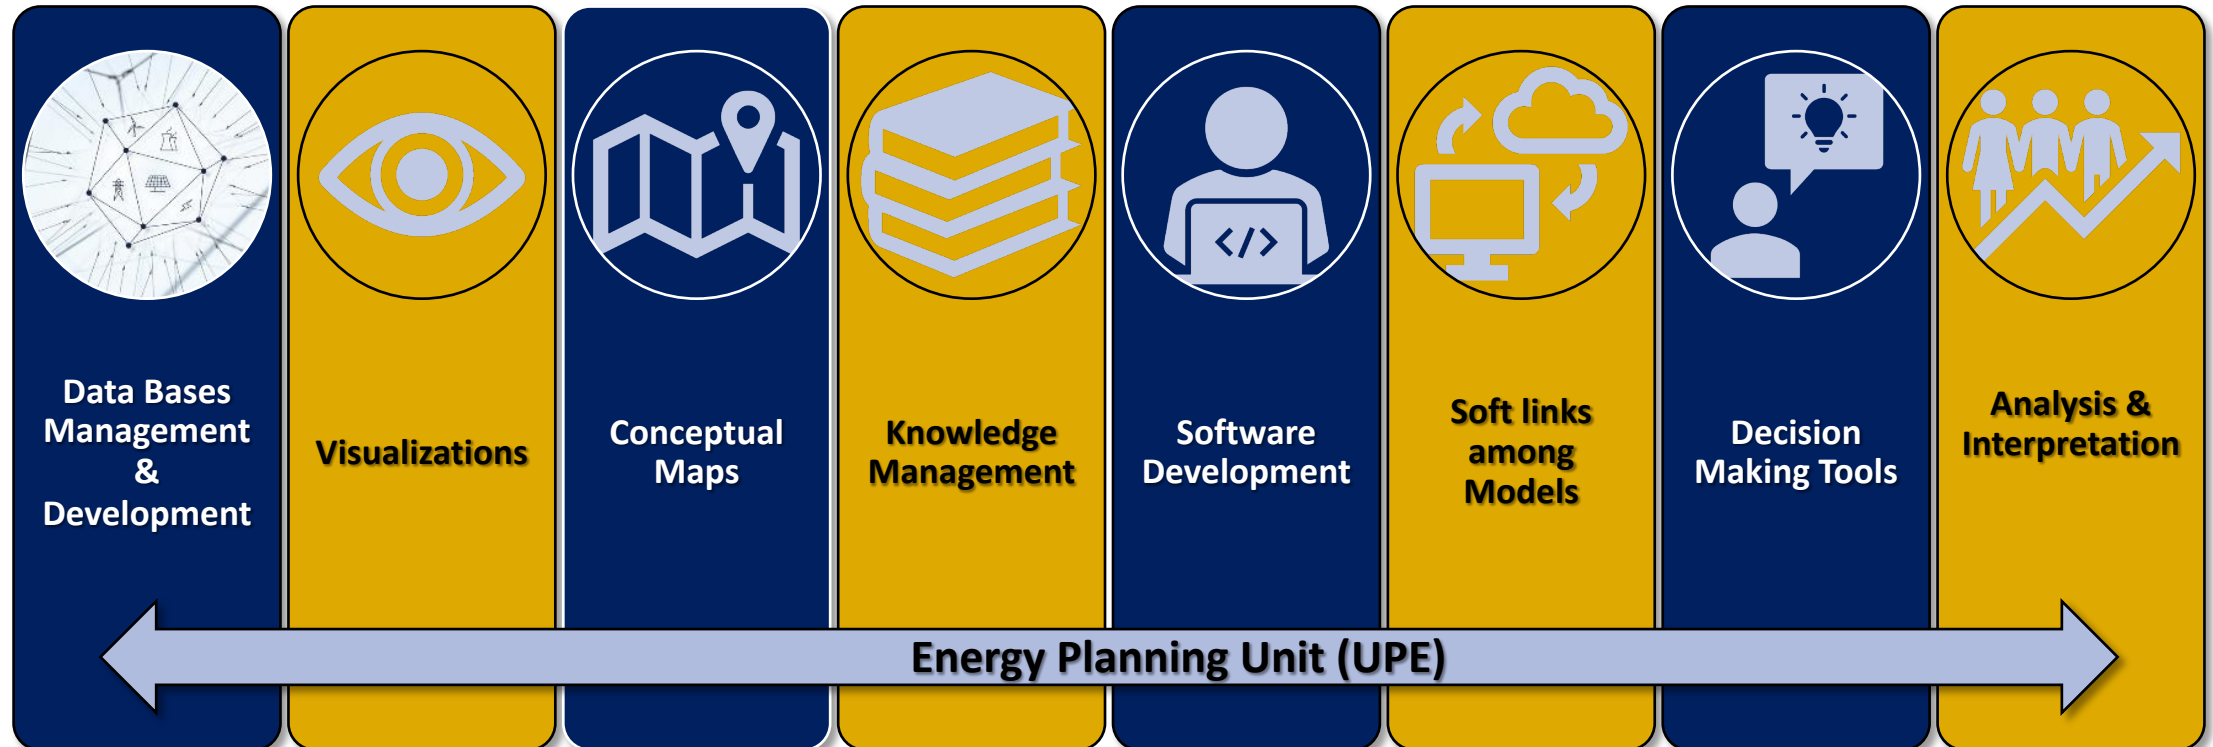 Data Bases
Management
&
Development
Visualizations
Conceptual
Maps
Knowledge
Management
Software
Development
Soft links
among
Models
Decision
Making Tools
Analysis &
Interpretation
</>
Energy Planning Unit (UPE)